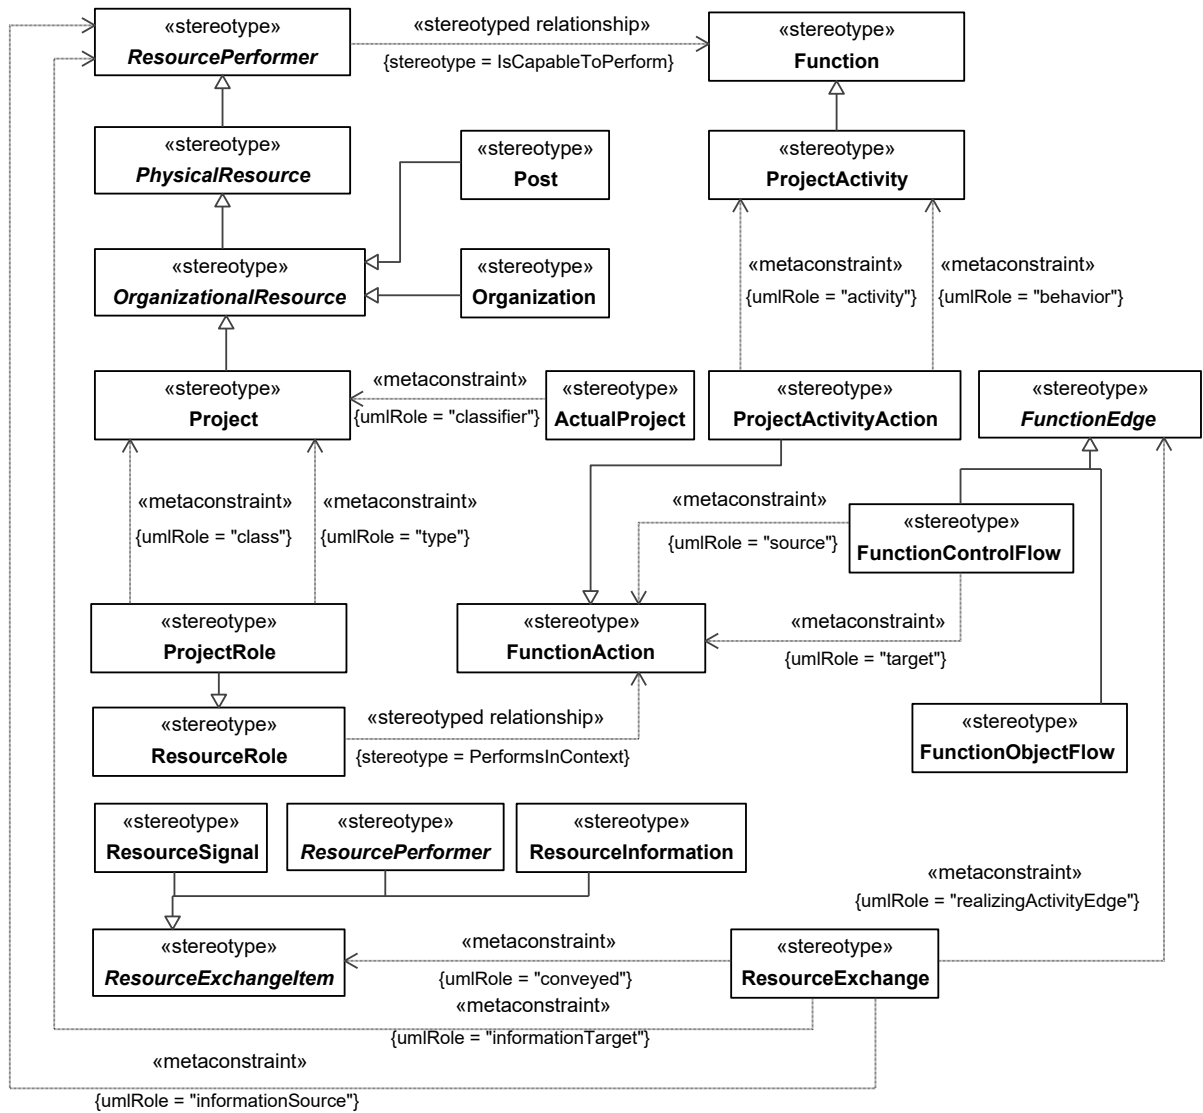 «stereotype»
ResourcePerformer
«stereotyped relationship»
{stereotype = IsCapableToPerform}
«stereotype»
Function
«stereotype»
PhysicalResource
«stereotype»
Post
«stereotype»
ProjectActivity
«stereotype»
OrganizationalResource
«stereotype»
Organization
«metaconstraint»
{umlRole = "activity"}
«metaconstraint»
{umlRole = "behavior"}
«stereotype»
Project
«metaconstraint»
{umlRole = "classifier"}
«stereotype»
ActualProject
«stereotype»
ProjectActivityAction
«stereotype»
FunctionEdge
«metaconstraint»
{umlRole = "class"}
«metaconstraint»
{umlRole = "type"}
«metaconstraint»
{umlRole = "source"}
«stereotype»
FunctionControlFlow
«stereotype»
ProjectRole
«stereotype»
FunctionAction
«metaconstraint»
{umlRole = "target"}
«stereotype»
ResourceRole
«stereotyped relationship»
{stereotype = PerformsInContext}
«stereotype»
FunctionObjectFlow
«stereotype»
ResourceSignal
«stereotype»
ResourcePerformer
«stereotype»
ResourceInformation
«metaconstraint»
{umlRole = "realizingActivityEdge"}
«stereotype»
ResourceExchangeItem
«metaconstraint»
{umlRole = "conveyed"}
«stereotype»
ResourceExchange
«metaconstraint»
{umlRole = "informationTarget"}
«metaconstraint»
{umlRole = "informationSource"}